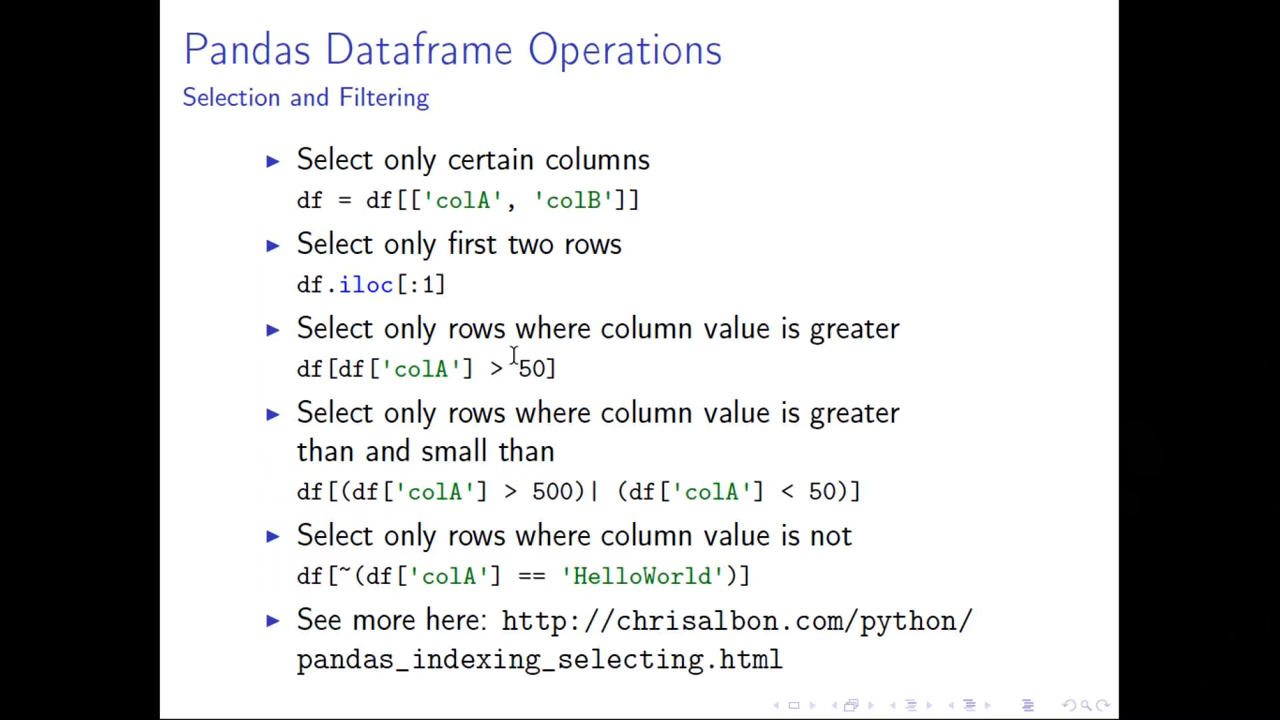 Pandas Dataframe Operations
Selection and Filtering
Select only certain columns
df = df[['colA', 'colB']]
Select only first two rows
df.iloc[:1]
Select only rows where column value is greater
df[df['colA'] > 50]
Select only rows where column value is greater
than and small than
df[(df['colA'] > 500)| (df['colA'] < 50)]
Select only rows where column value is not
df[~(df['colA'] == 'HelloWorld')]
See more here: http://chrisalbon.com/python/
pandas_indexing_selecting.html